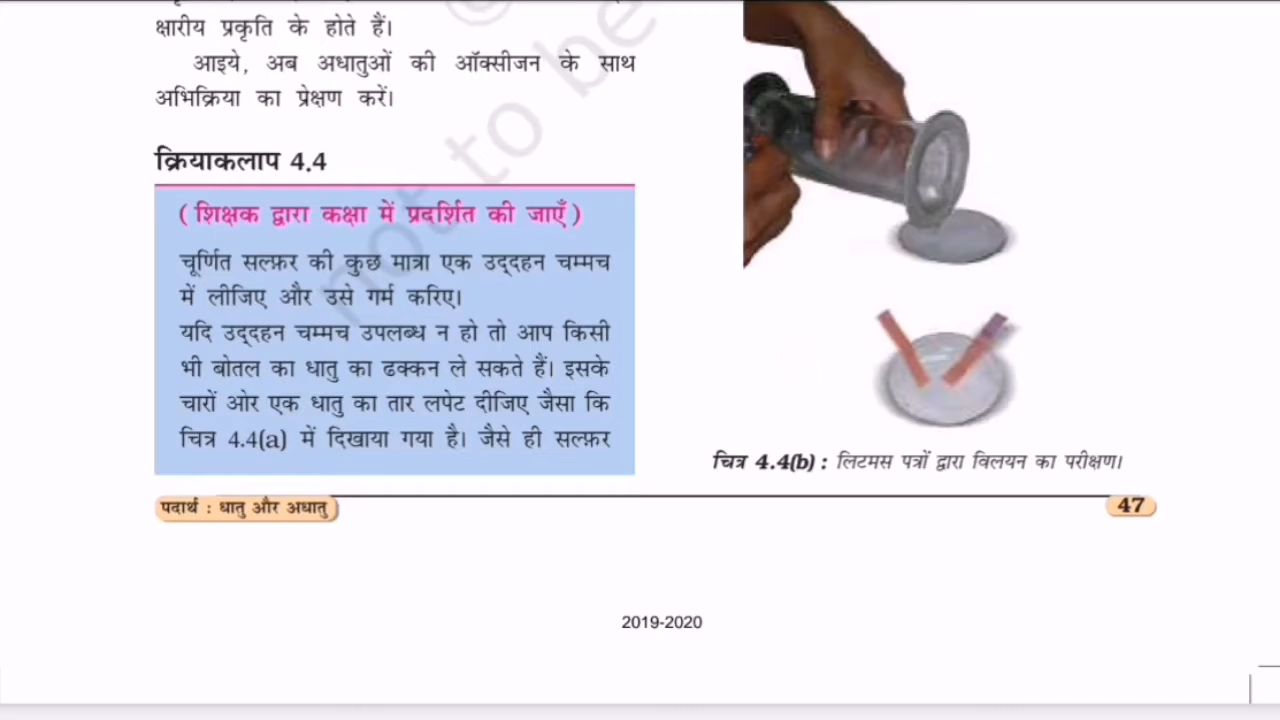 क्षारीय प्रकृति के होते हैं।
आइये, अब अधातुओं की ऑक्सीजन के साथ
अभिक्रिया का प्रेक्षण करें।
क्रियाकलाप 4.4
( शिक्षक द्वारा कक्षा में प्रदर्शित की जाएँ )
चूर्णित सल्फ़र की कुछ मात्रा एक उद्दहन चम्मच
में लीजिए और उसे गर्म करिए।
यदि उद्दहन चम्मच उपलब्ध न हो तो आप किसी
भी बोतल का धातु का ढक्कन ले सकते हैं। इसके
चारों ओर एक धातु का तार लपेट दीजिए जैसा कि
चित्र 4.4(a) में दिखाया गया है। जैसे ही सल्फ़र
चित्र 4.4(b) : लिटमस पत्रों द्वारा विलयन का परीक्षण।
पदार्थ : धातु और अधातु
47
2019-2020
not to be